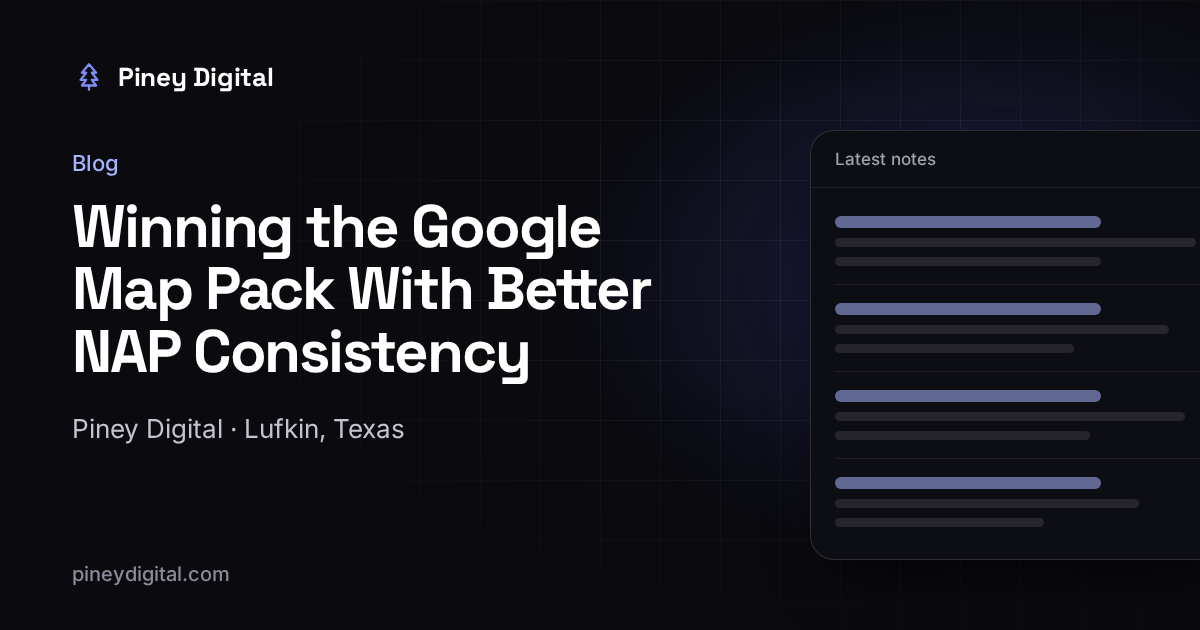 Piney Digital
Blog
Winning the Google
Map Pack With Better
NAP Consistency
Piney Digital · Lufkin, Texas
pineydigital.com
Latest notes